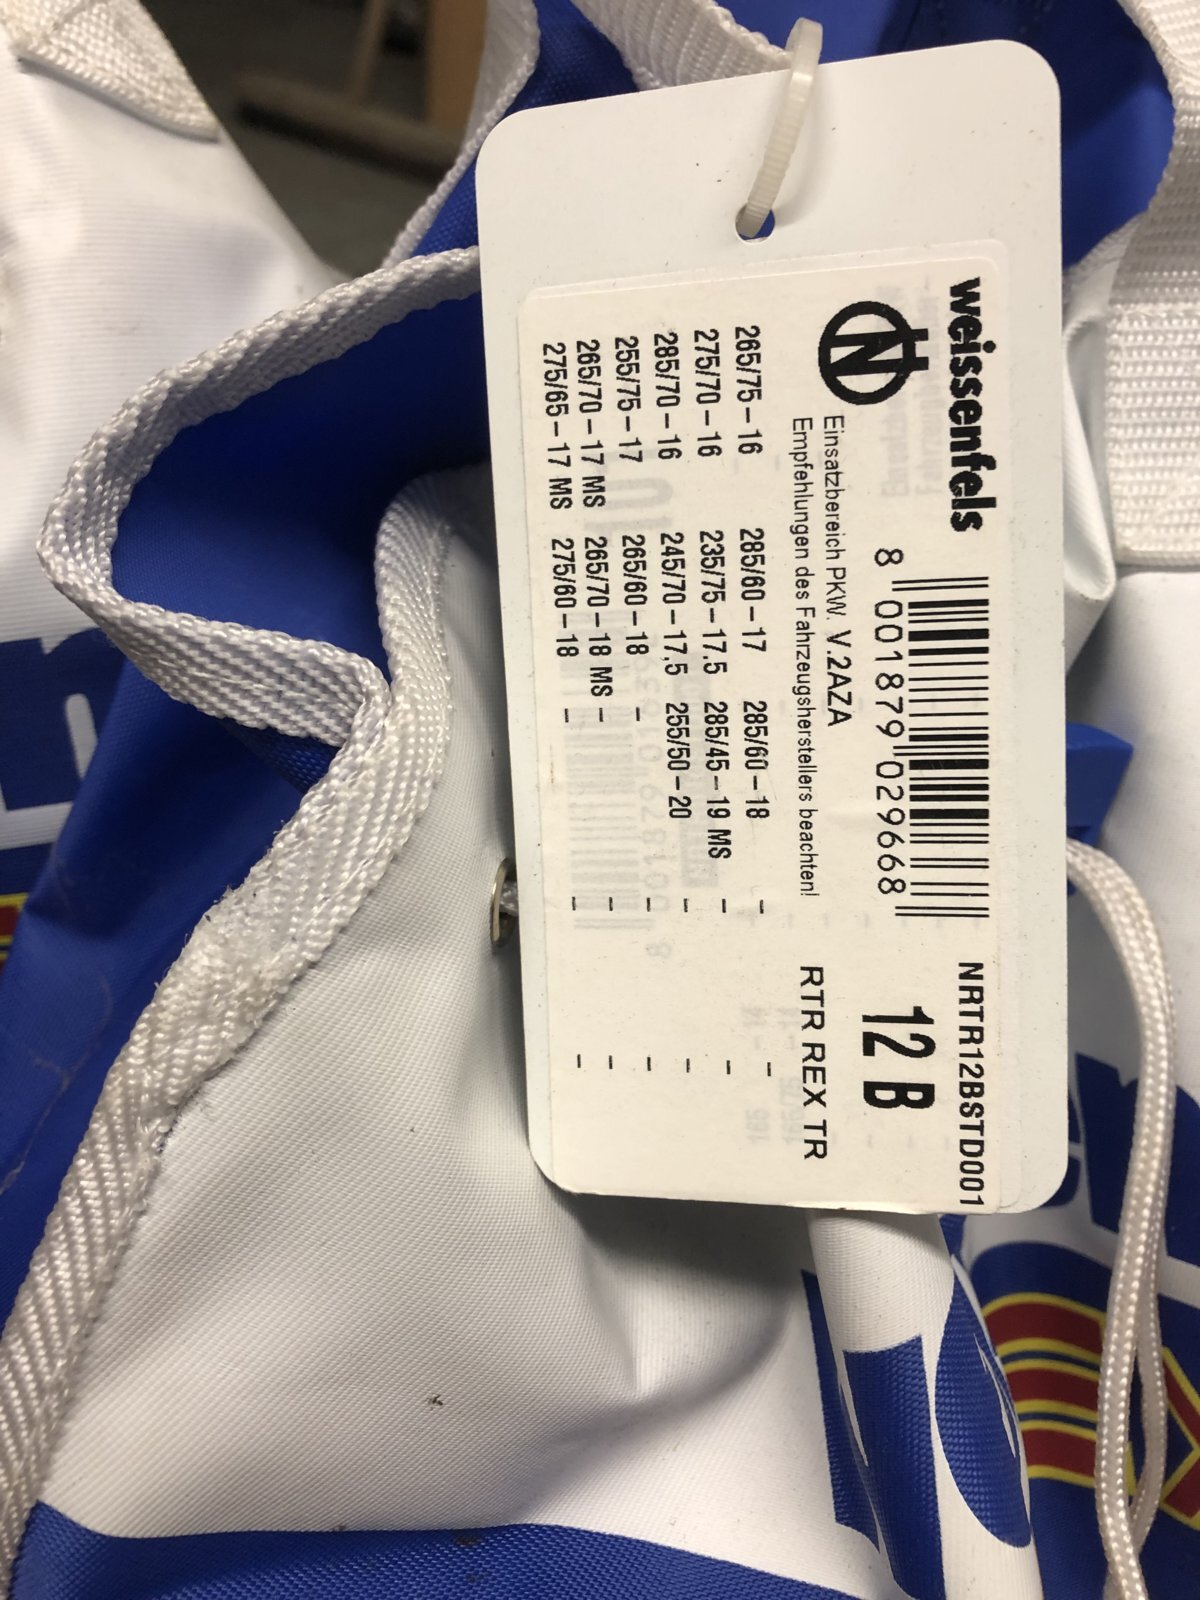 weissenfels
8 001879 029668
NRTR12BSTD001
12 B
Einsatzbereich PKW. V.2AZA
Empfehlungen des Fahrzeugsherstellers beachten!
RTR REX TR
265/75–16 285/60–17 285/60–18 – –
275/70–16 235/75–17,5 285/45–19 MS – –
285/70–16 245/70–17,5 255/50–20 – –
255/75–17 265/60–18 – – –
265/70–17 MS 265/70–18 MS – – –
275/65–17 MS 275/60–18 – – –